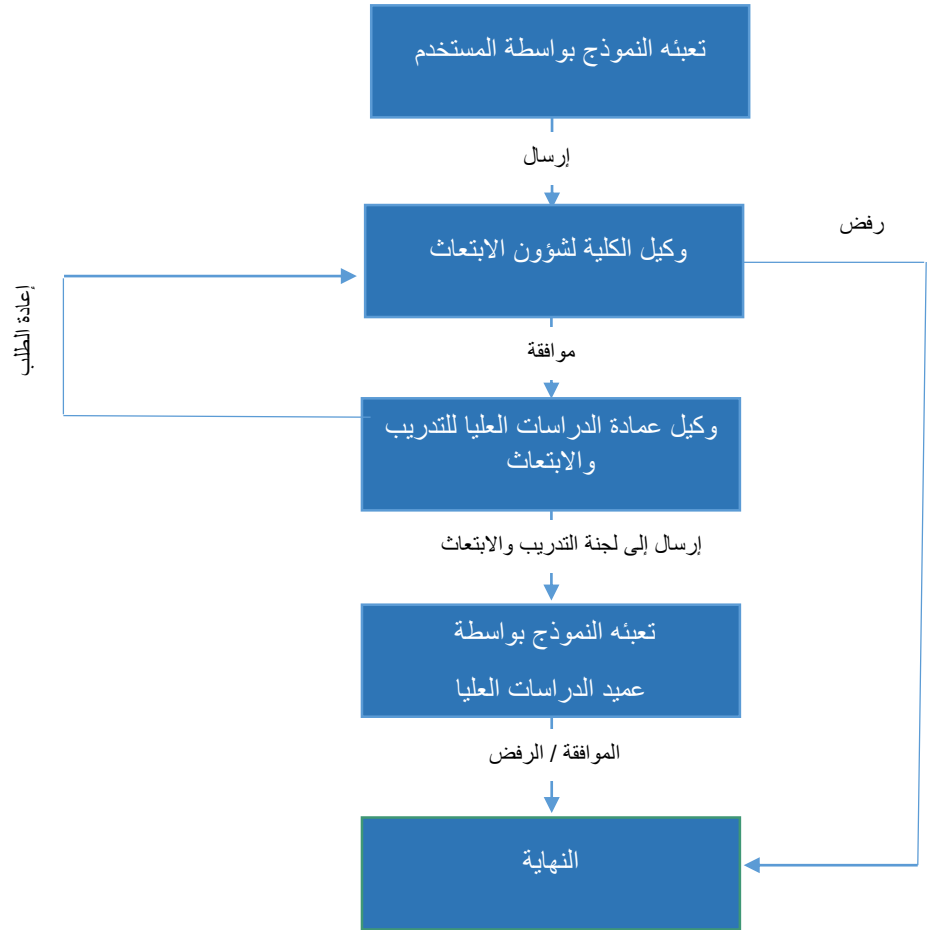 تعبئه النموذج بواسطة المستخدم
إرسال
رفض
وكيل الكلية لشؤون الابتعاث
إعادة الطلب
موافقة
وكيل عمادة الدراسات العليا للتدريب
والابتعاث
إرسال إلى لجنة التدريب والابتعاث
تعبئه النموذج بواسطة
عميد الدراسات العليا
الموافقة / الرفض
النهاية